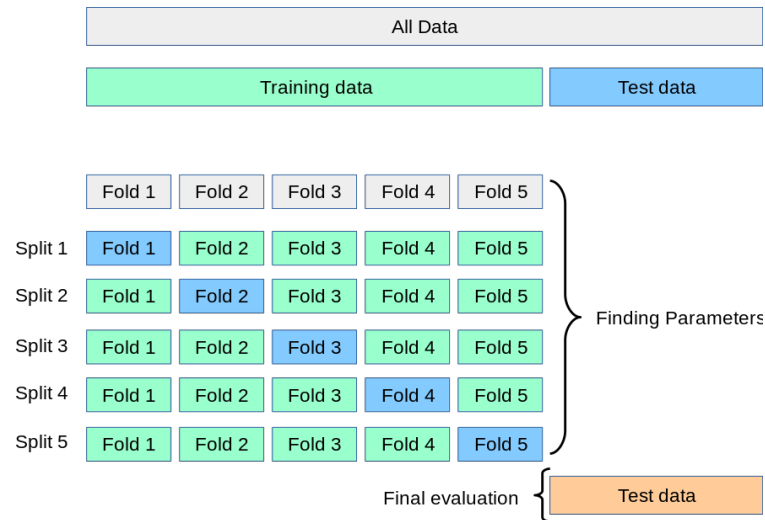 All Data
Training data Test data
Fold 1 Fold 2 Fold 3 Fold 4 Fold 5
Split 1 Fold 1 Fold 2 Fold 3 Fold 4 Fold 5
Split 2 Fold 1 Fold 2 Fold 3 Fold 4 Fold 5
Finding Parameters
Split 3 Fold 1 Fold 2 Fold 3 Fold 4 Fold 5
Split 4 Fold 1 Fold 2 Fold 3 Fold 4 Fold 5
Split 5 Fold 1 Fold 2 Fold 3 Fold 4 Fold 5
Final evaluation Test data